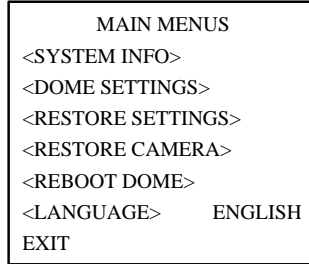 MAIN MENUS
<SYSTEM INFO>
<DOME SETTINGS>
<RESTORE SETTINGS>
<RESTORE CAMERA>
<REBOOT DOME>
<LANGUAGE> ENGLISH
EXIT